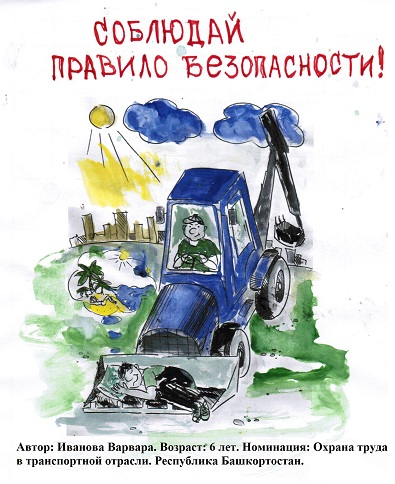 СОБЛЮДАЙ
ПРАВИЛО БЕЗОПАСНОСТИ!
Автор: Иванова Варвара. Возраст: 6 лет. Номинация: Охрана труда
в транспортной отрасли. Республика Башкортостан.